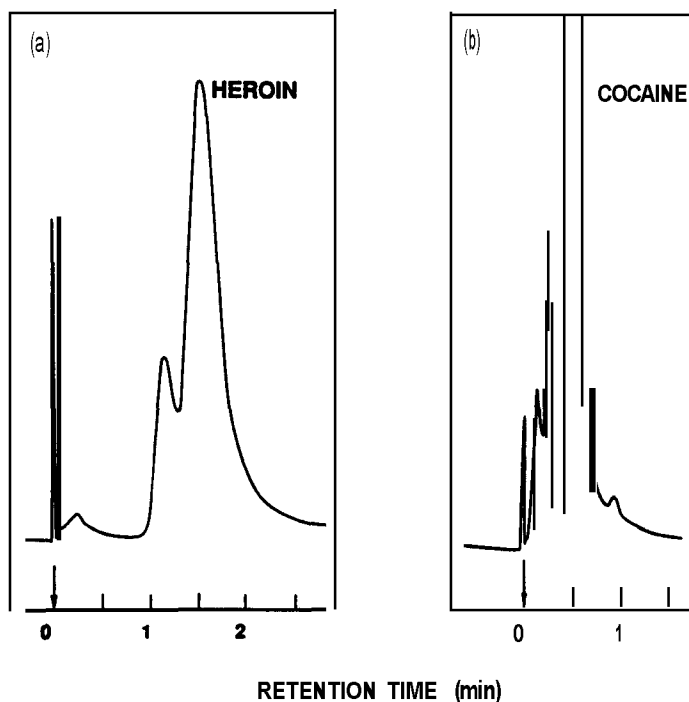 (a)
HEROIN
0 1 2
(b)
COCAINE
0 1
RETENTION TIME (min)